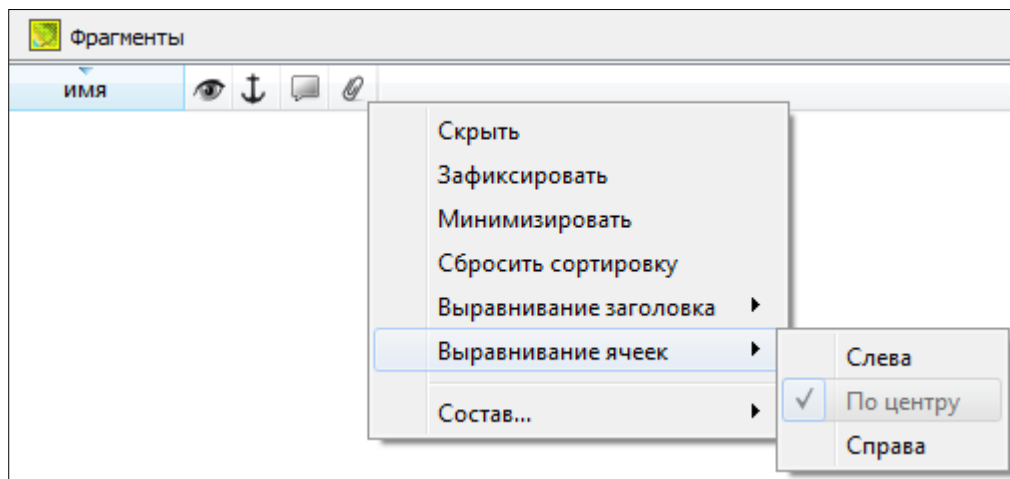 Фрагменты
имя
Скрыть
Зафиксировать
Минимизировать
Сбросить сортировку
Выравнивание заголовка
Выравнивание ячеек
Состав...
Слева
По центру
Справа